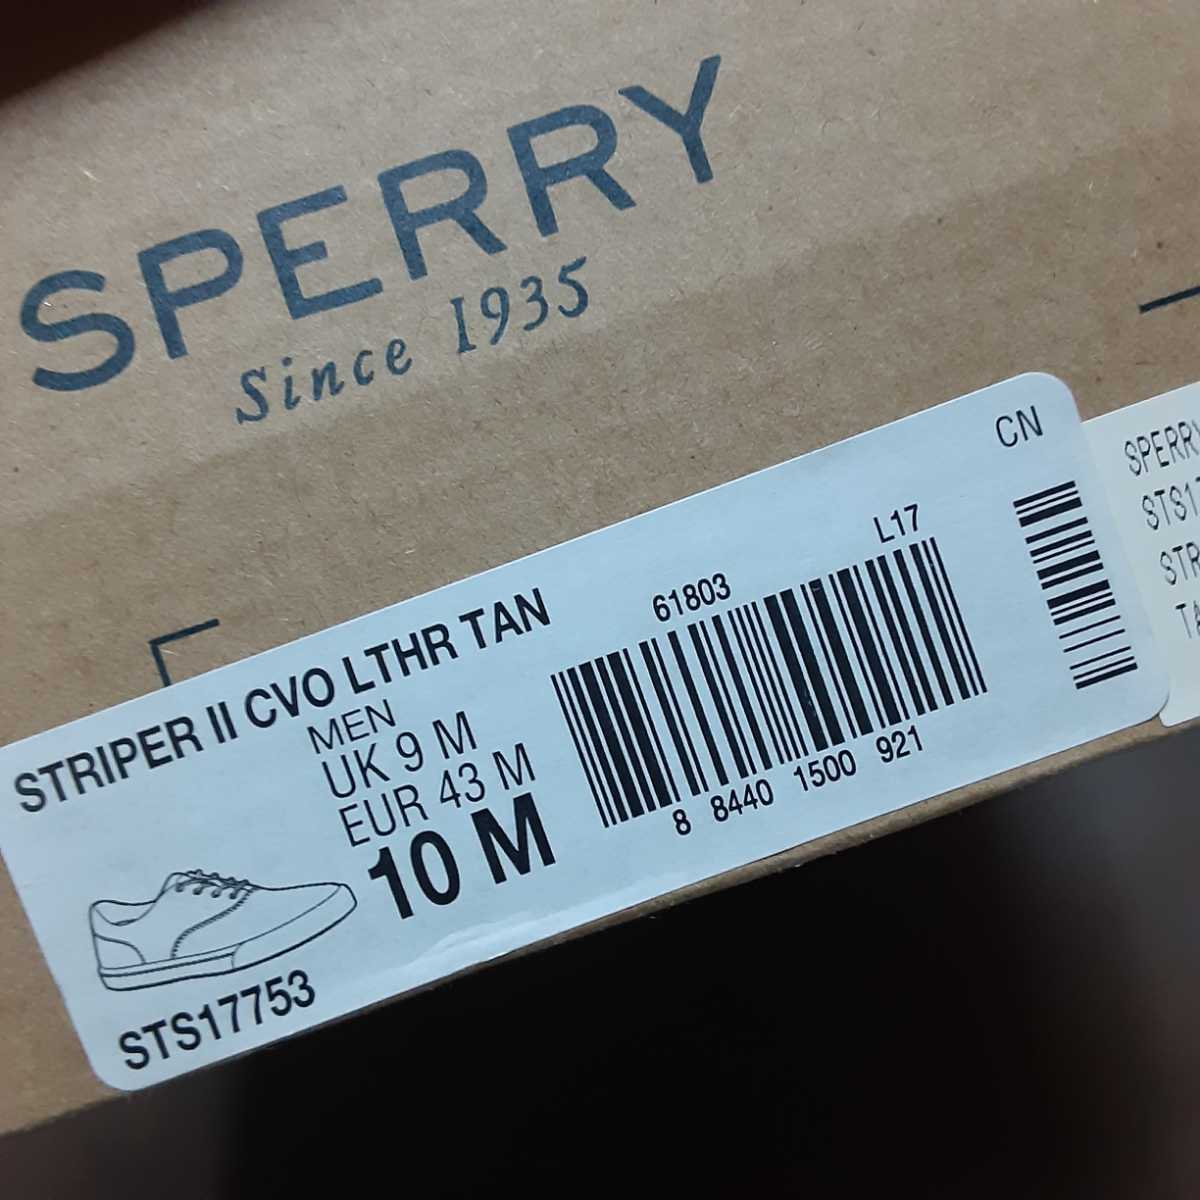 SPERRY
Since 1935
CN
L17
61803
STRIPER II CVO LTHR TAN
MEN
UK 9 M
EUR 43 M
10 M
8 8440 1500 921
STS17753
SPERRY